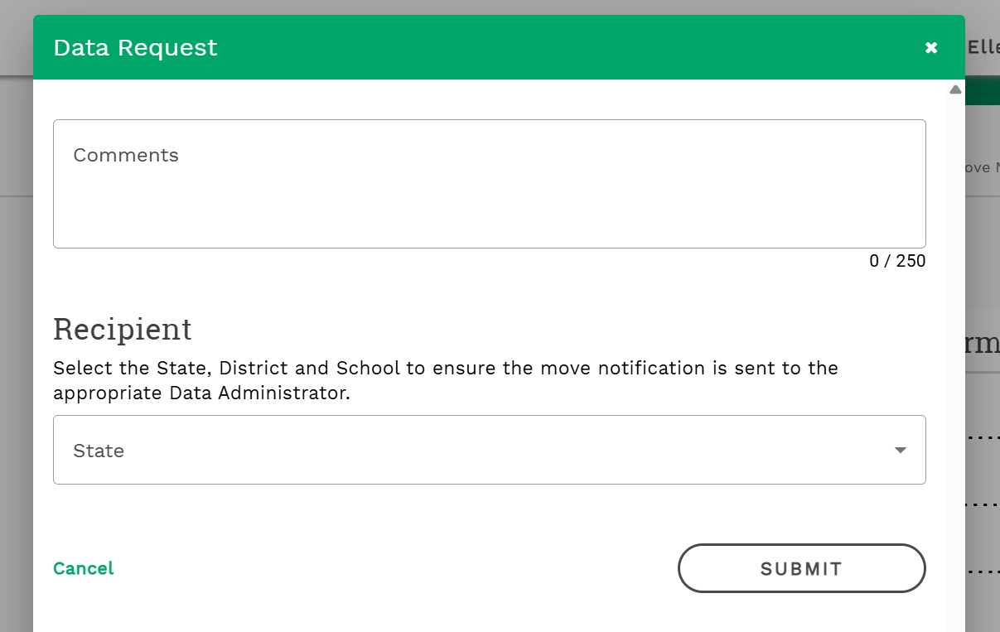 Data Request
Comments
0 / 250
Recipient
Select the State, District and School to ensure the move notification is sent to the
appropriate Data Administrator.
State
Cancel
SUBMIT